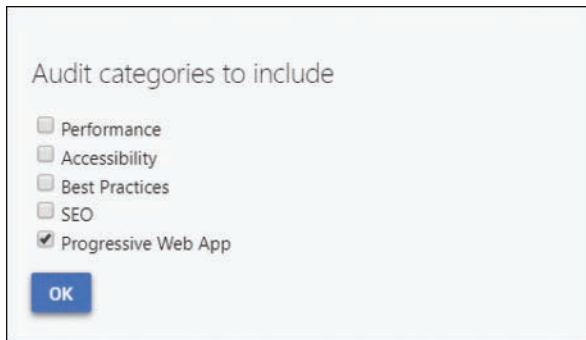 Audit categories to include
Performance
Accessibility
Best Practices
SEO
Progressive Web App
OK